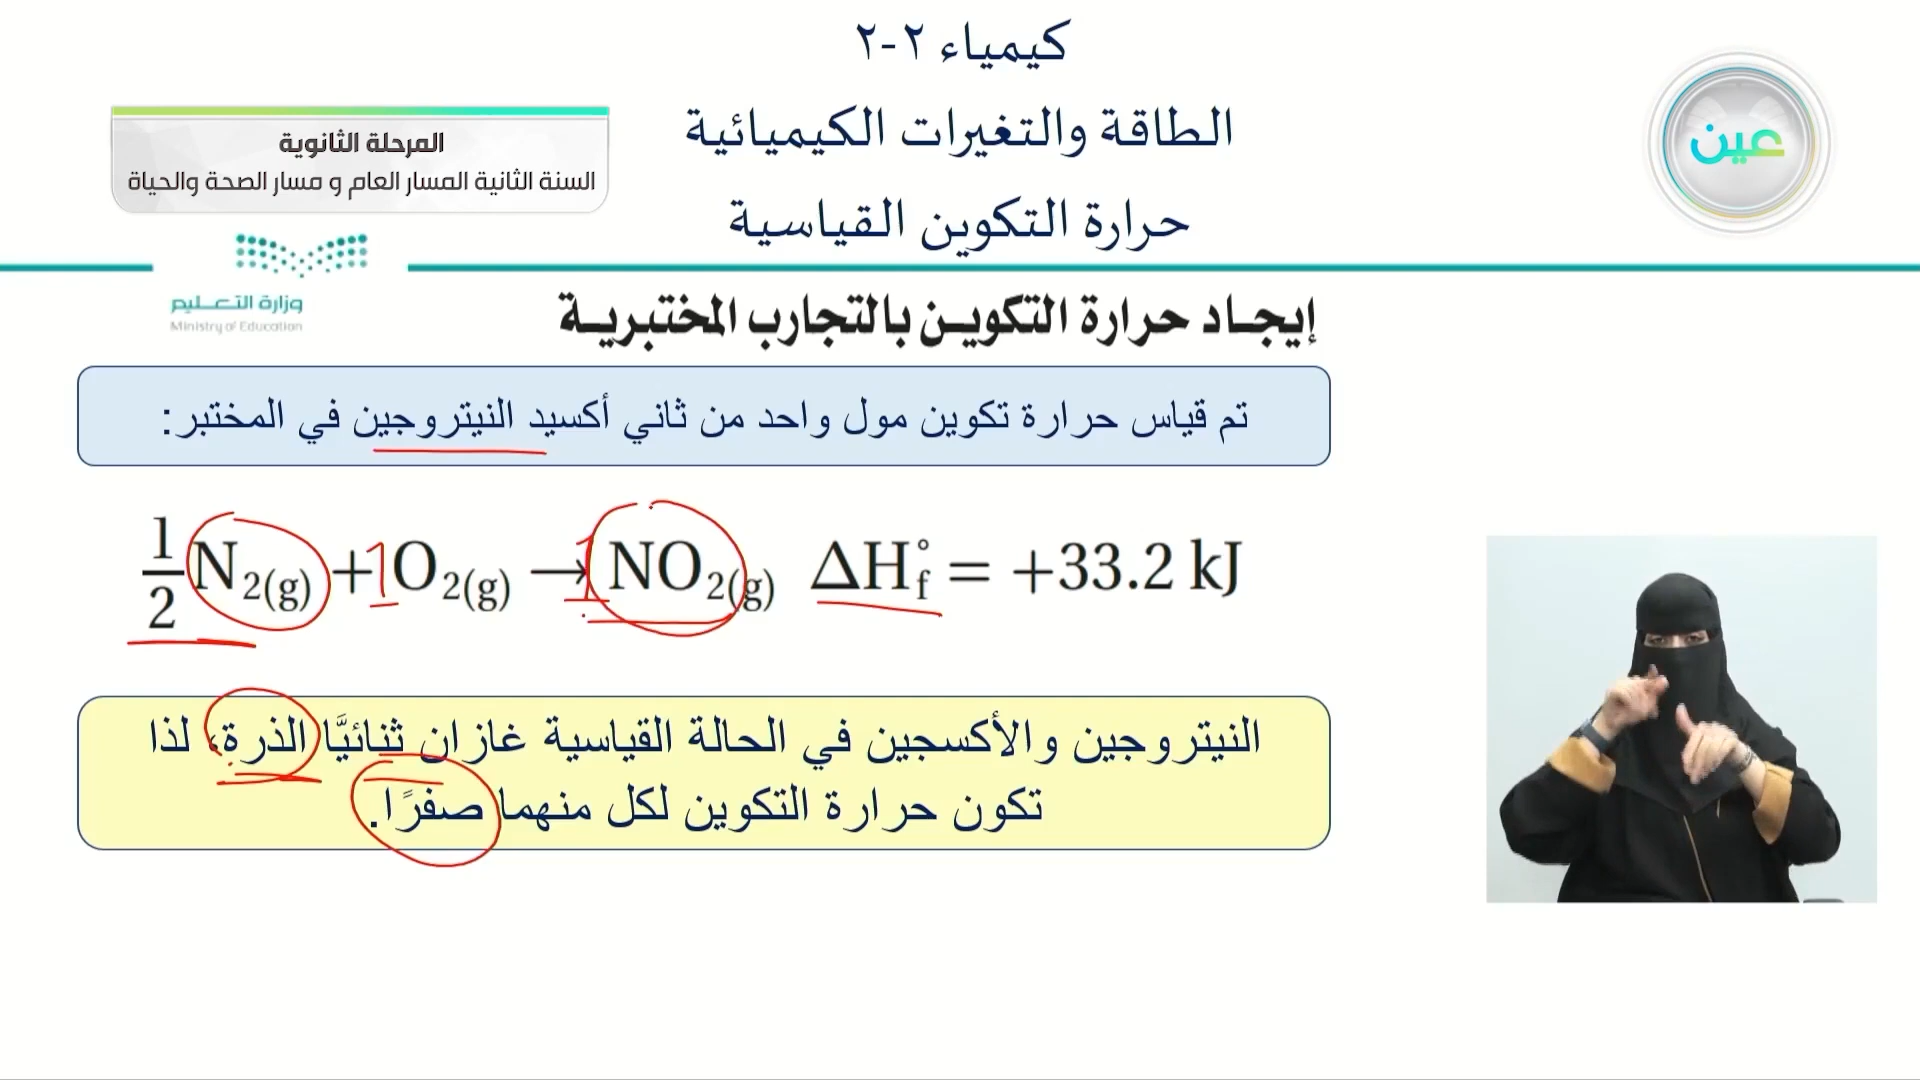 كيمياء ٢-٢
الطاقة والتغيرات الكيميائية
حرارة التكوين القياسية
عين
المرحلة الثانوية
السنة الثانية المسار العام و مسار الصحة والحياة
وزارة التعليم
Ministry of Education
إيجاد حرارة التكوين بالتجارب المختبرية
تم قياس حرارة تكوين مول واحد من ثاني أكسيد النيتروجين في المختبر:
½ N₂(g) + 1 O₂(g) → 1 NO₂(g) ΔH°f = +33.2 kJ
النيتروجين والأكسجين في الحالة القياسية غازان ثنائيَّا الذرة، لذا
تكون حرارة التكوين لكل منهما صفرًا.